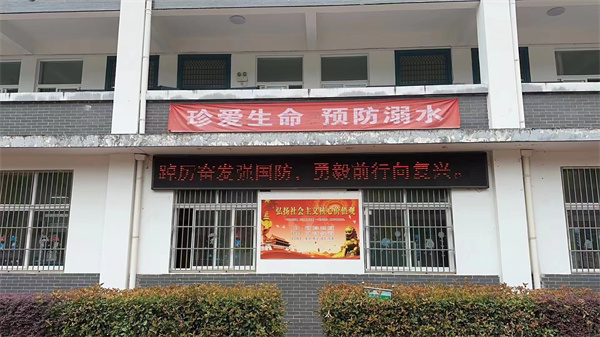 珍爱生命 预防溺水
踔厉奋发强国防、勇毅前行向复兴。
弘扬社会主义核心价值观